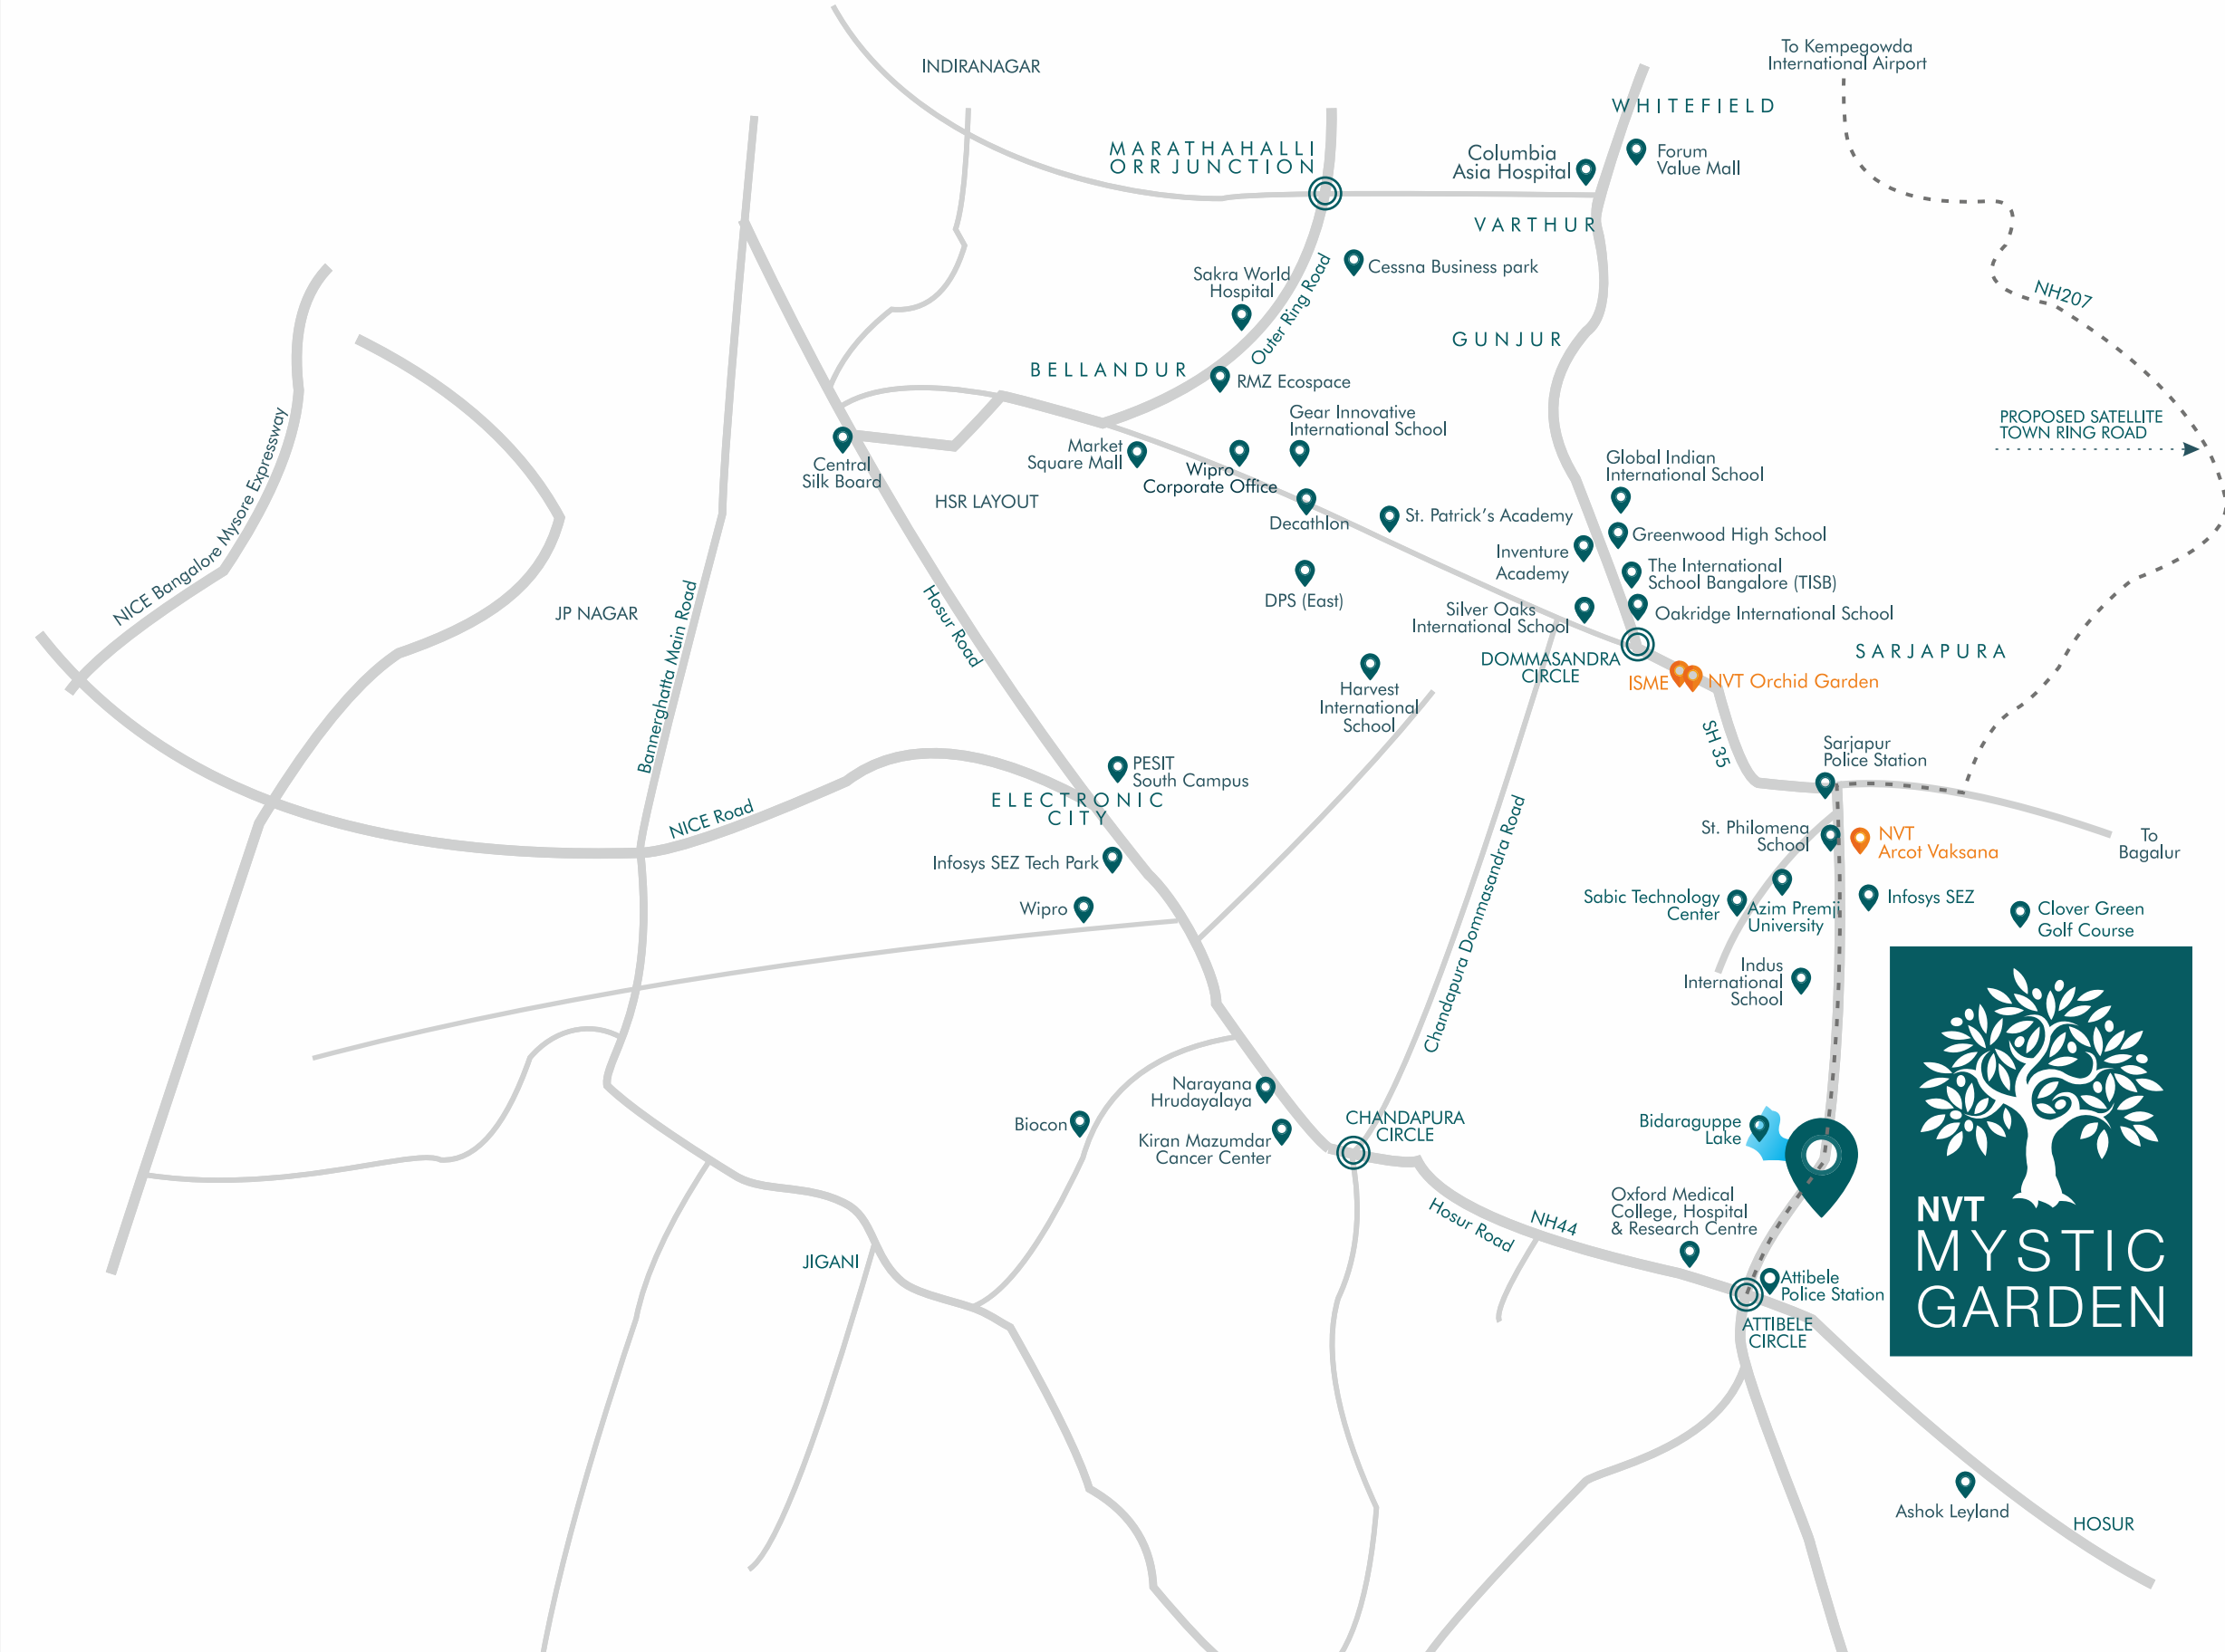 To Kempegowda
International Airport
INDIRANAGAR
WHITEFIELD
MARATHAHALLI
ORR JUNCTION
Columbia
Asia Hospital
Forum
Value Mall
VARTHUR
Sakra World
Hospital
Outer Ring Road
Cessna Business park
NH207
GUNJUR
BELLANDUR
RMZ Ecospace
NICE Bangalore Mysore Expressway
Gear Innovative
International School
PROPOSED SATELLITE
TOWN RING ROAD
Market
Square Mall
Wipro
Corporate Office
Central
Silk Board
Global Indian
International School
HSR LAYOUT
Decathlon
St. Patrick's Academy
Greenwood High School
Inventure
Academy
The International
School Bangalore (TISB)
DPS (East)
JP NAGAR
Bannerghatta Main Road
Hosur Road
Silver Oaks
International School
Oakridge International School
SARJAPURA
DOMMASANDRA
CIRCLE
ISME
NVT Orchid Garden
Harvest
International
School
SH 35
Sarjapur
Police Station
PESIT
South Campus
ELECTRONIC
CITY
NICE Road
Chandapura Dommasandra Road
St. Philomena
School
NVT
Arcot Vaksana
To
Bagalur
Infosys SEZ Tech Park
Wipro
Sabic Technology
Center
Azim Premji
University
Infosys SEZ
Clover Green
Golf Course
Indus
International
School
Narayana
Hrudayalaya
Biocon
Kiran Mazumdar
Cancer Center
CHANDAPURA
CIRCLE
Bidaraguppe
Lake
Oxford Medical
College, Hospital
& Research Centre
Hosur Road
NH44
NVT
MYSTIC
GARDEN
JIGANI
Attibele
Police Station
ATTIBELE
CIRCLE
Ashok Leyland
HOSUR